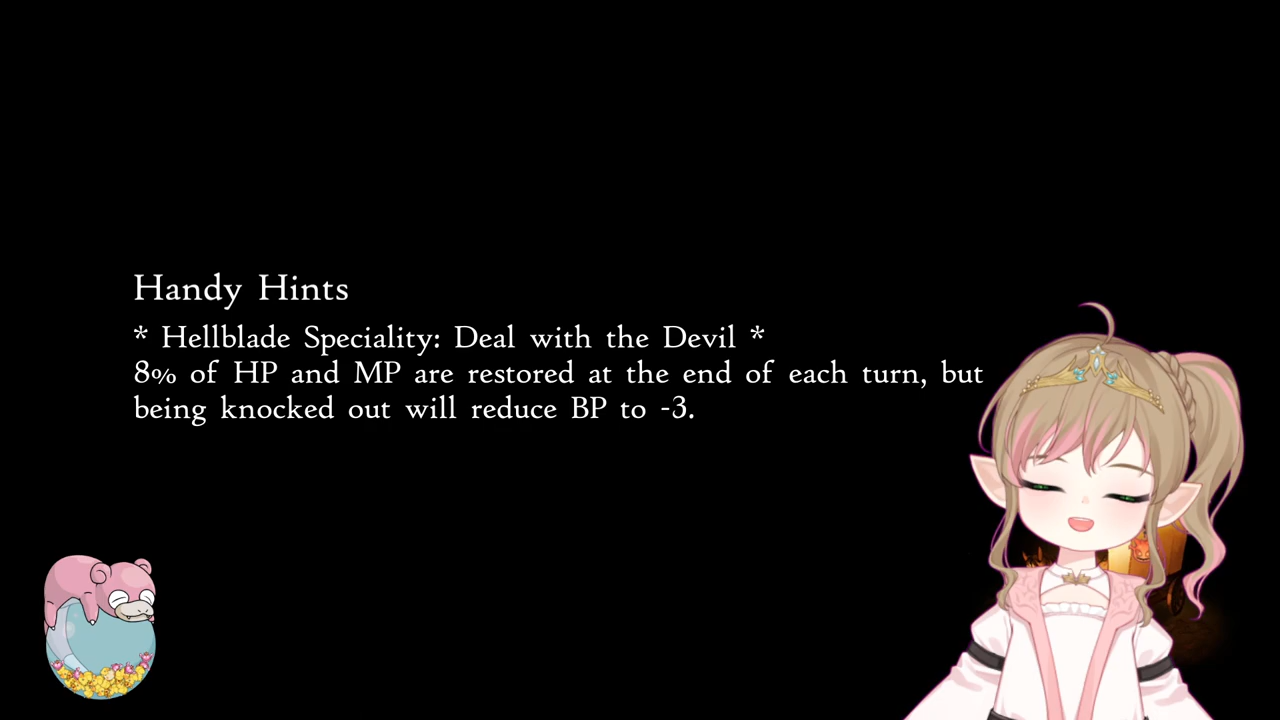 Handy Hints
* Hellblade Speciality: Deal with the Devil *
8% of HP and MP are restored at the end of each turn, but
being knocked out will reduce BP to -3.